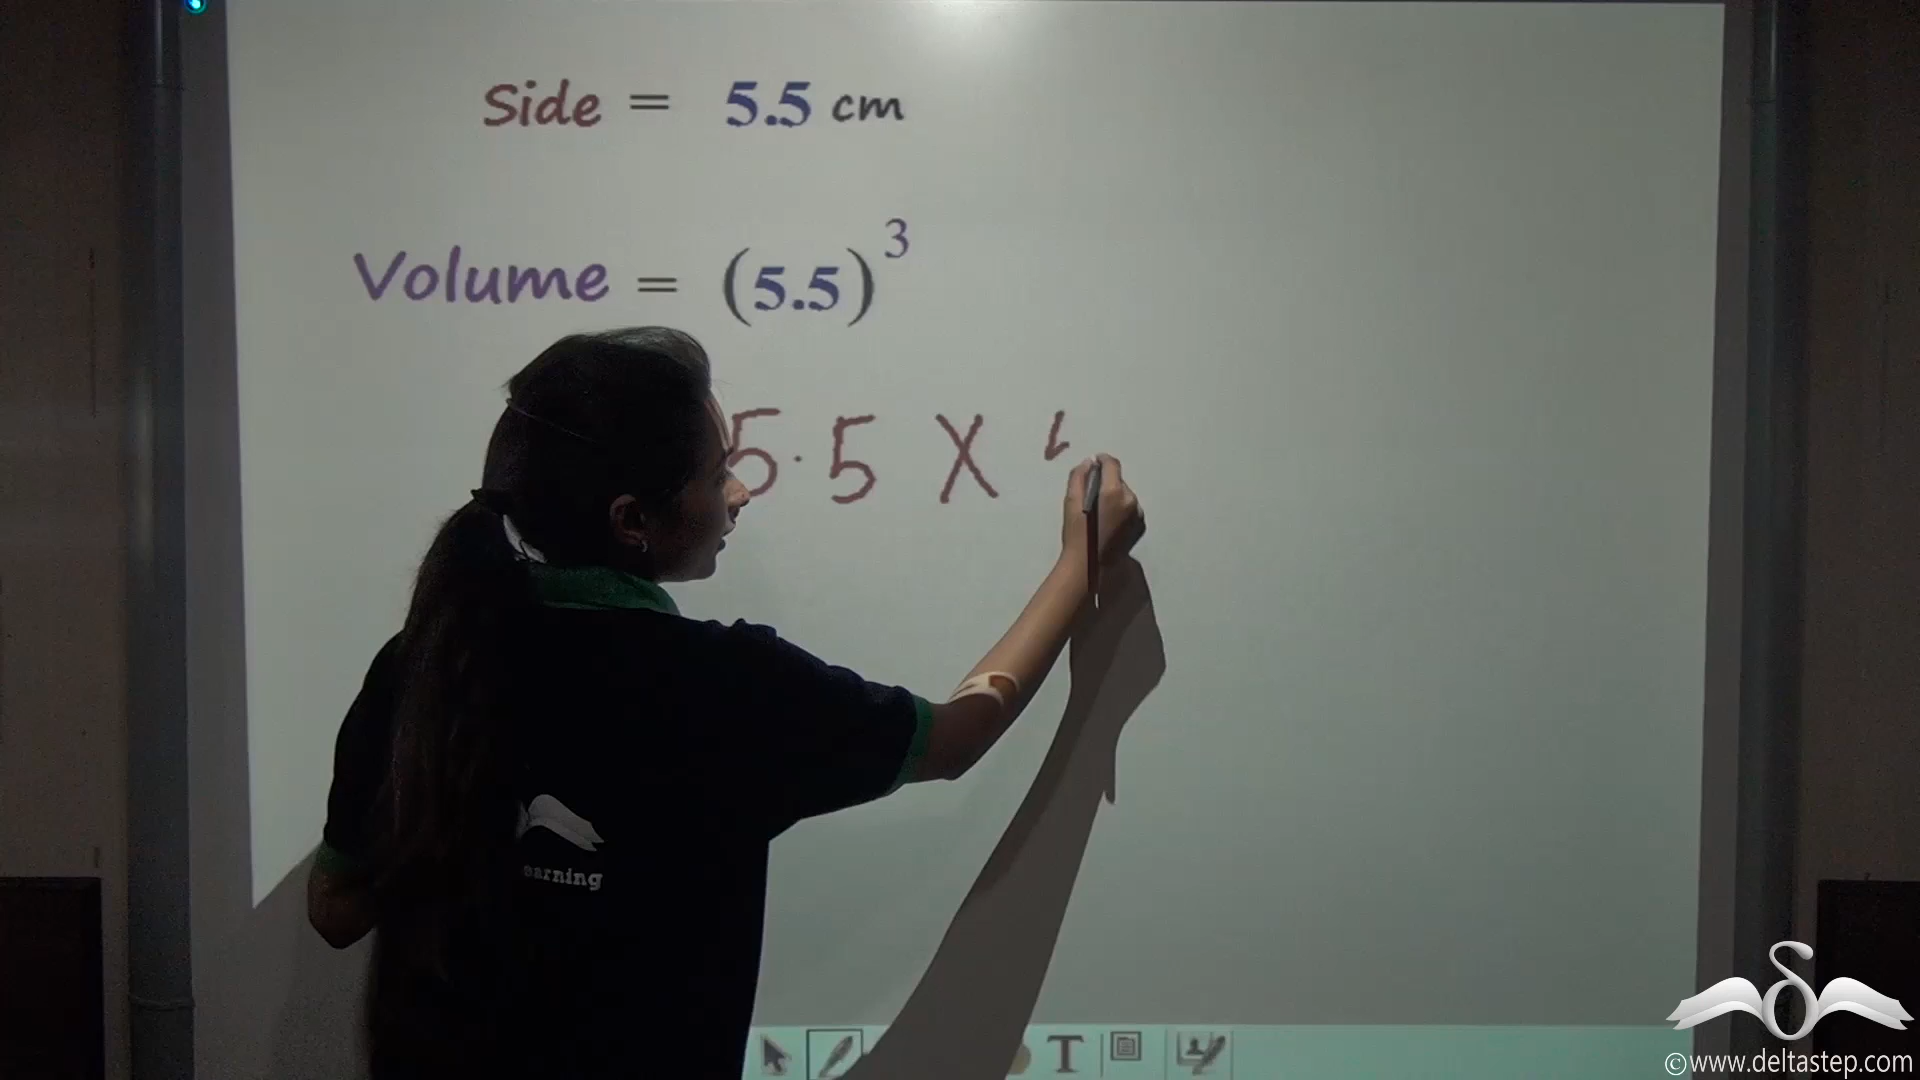 Side = 5.5 cm
Volume = (5.5)³
5.5 X
earning
T
©www.deltastep.com